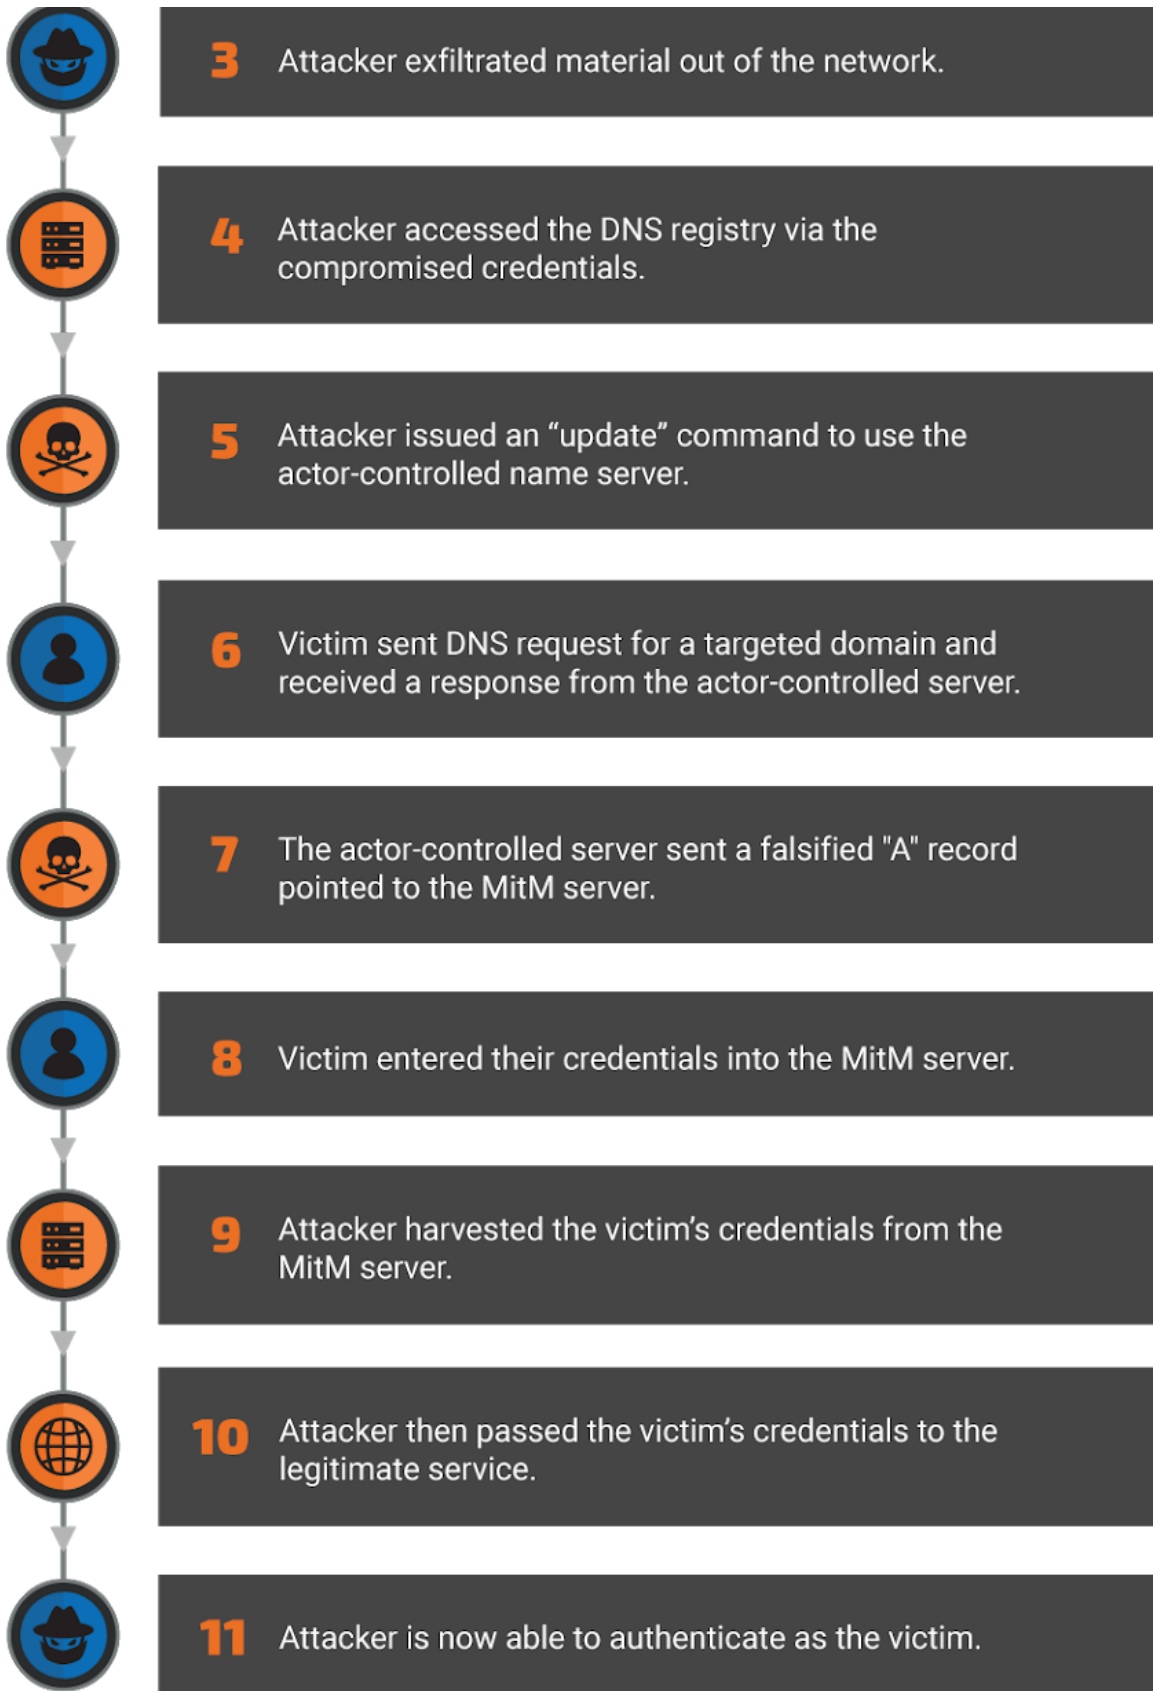 3 Attacker exfiltrated material out of the network.
4 Attacker accessed the DNS registry via the
compromised credentials.
5 Attacker issued an “update” command to use the
actor-controlled name server.
6 Victim sent DNS request for a targeted domain and
received a response from the actor-controlled server.
7 The actor-controlled server sent a falsified "A" record
pointed to the MitM server.
8 Victim entered their credentials into the MitM server.
9 Attacker harvested the victim’s credentials from the
MitM server.
10 Attacker then passed the victim’s credentials to the
legitimate service.
11 Attacker is now able to authenticate as the victim.